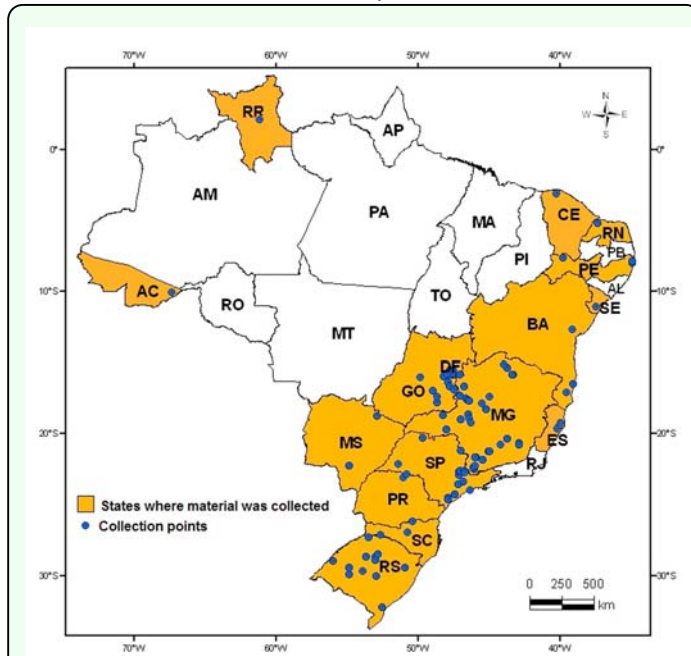 70°W 60°W 50°W 40°W
N
W E
S
RR
AP
0°
0°
AM
PA
MA
CE
RN
PB
PI
PE
AL
AC
SE
10°S
10°S
RO
TO
BA
MT
DF
GO
MG
MS
ES
20°S
20°S
SP
RJ
PR
States where material was collected
Collection points
SC
RS
30°S
30°S
0 250 500
km
70°W 60°W 50°W 40°W